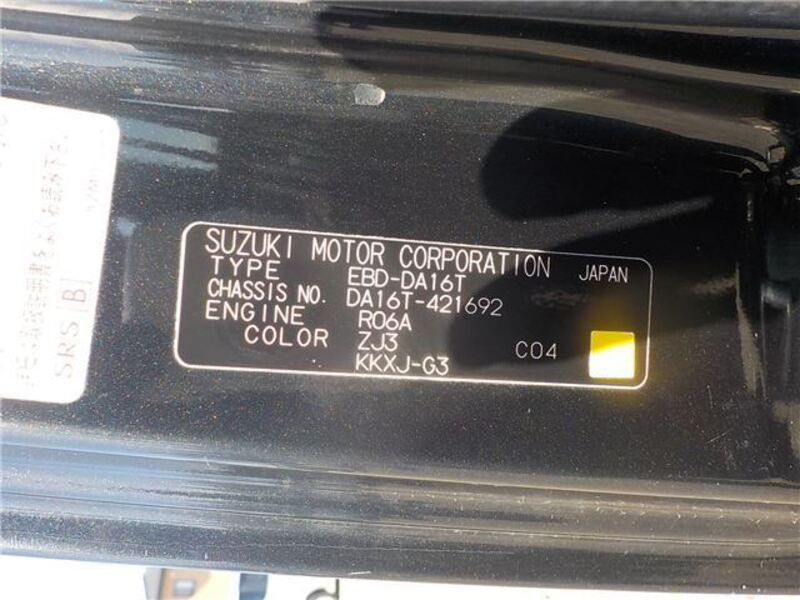 SUZUKI MOTOR CORPORATION JAPAN
TYPE EBD-DA16T
CHASSIS NO. DA16T-421692
ENGINE R06A
COLOR ZJ3 C04
KKXJ-G3
SRS [B]